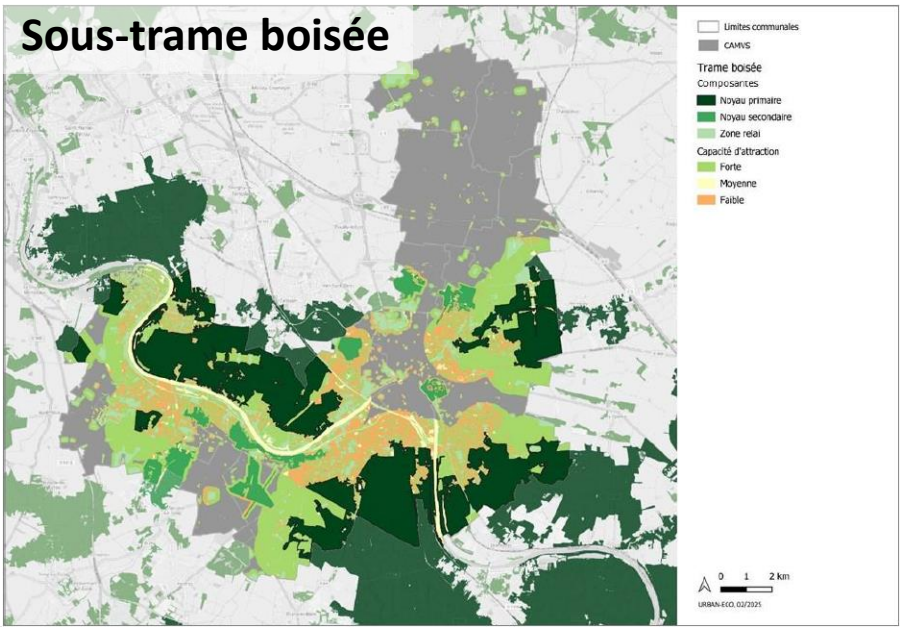 Sous-trame boisée
Limites communales
CAMVS
Trame boisée
Composantes
Noyau primaire
Noyau secondaire
Zone relai
Capacité d'attraction
Forte
Moyenne
Faible
0 1 2 km
URBAN-ECO, 02/2025